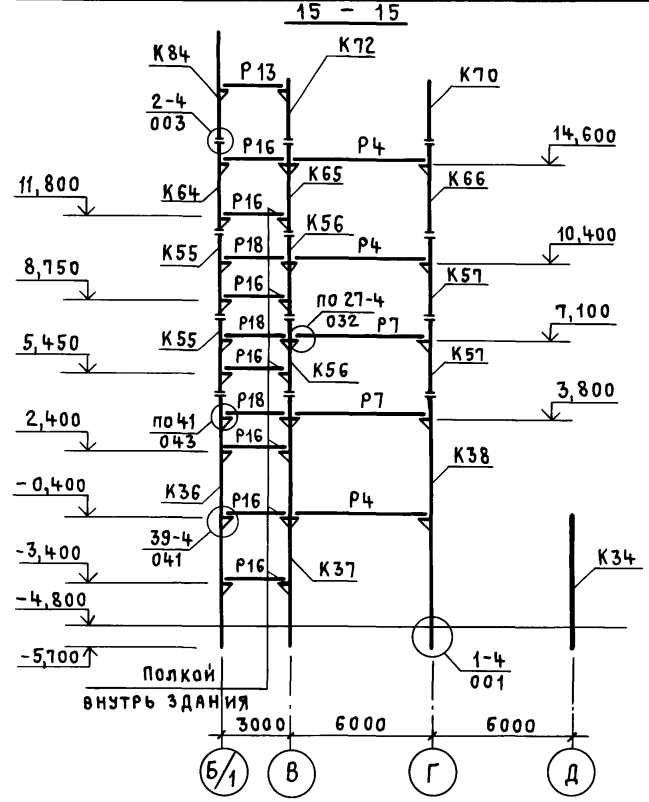 15 - 15
К84
Р13
К72
К70
2-4
003
Р16
Р4
14,600
11,800
К64
К65
К66
Р16
К56
К55
Р18
Р4
10,400
8,750
К57
Р16
по 27-4
032
5,450
К55
Р18
Р7
7,100
Р16
К56
К57
3,800
2,400
по 41
043
Р18
Р7
Р16
К38
-0,400
К36
Р16
Р4
39-4
041
-3,400
Р16
К37
К34
-4,800
-5,700
1-4
001
Полкой
внутрь здания
3000
6000
6000
Б/1
В
Г
Д